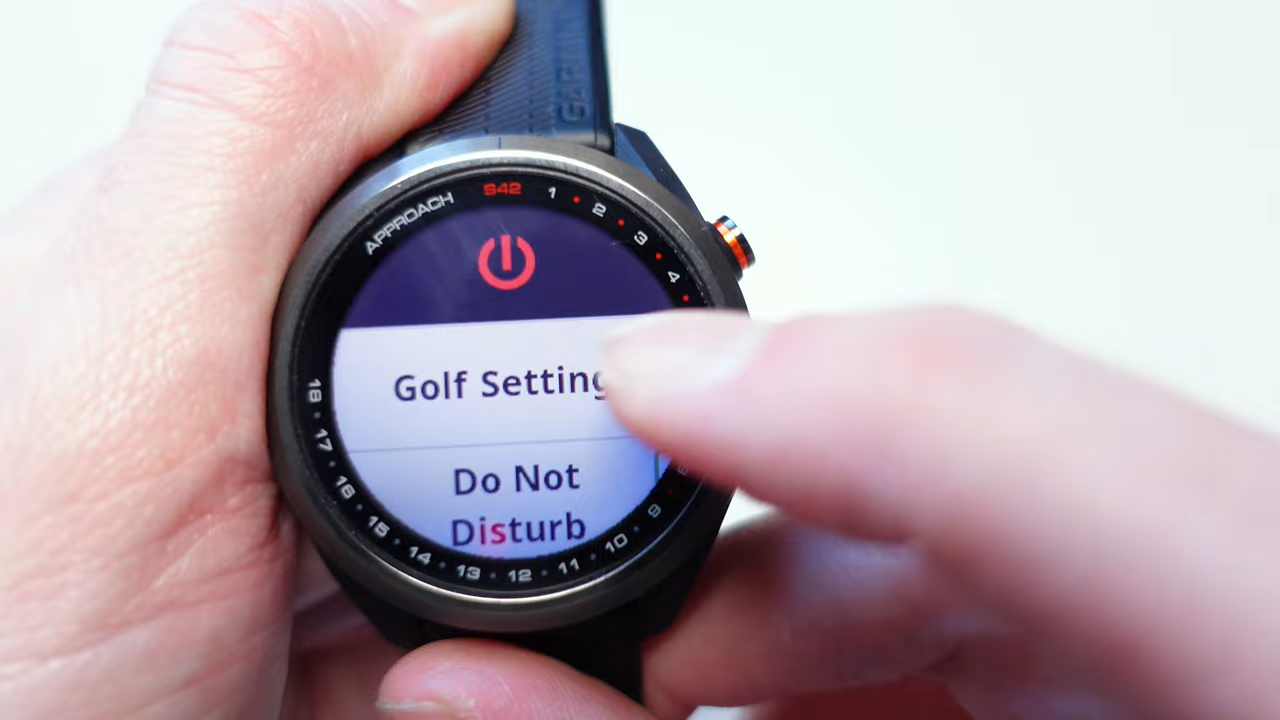 GARMIN
APPROACH S42 1 2 3 4
Golf Setting
Do Not
Disturb
9 10 11 12 13 14 15 16 17 18